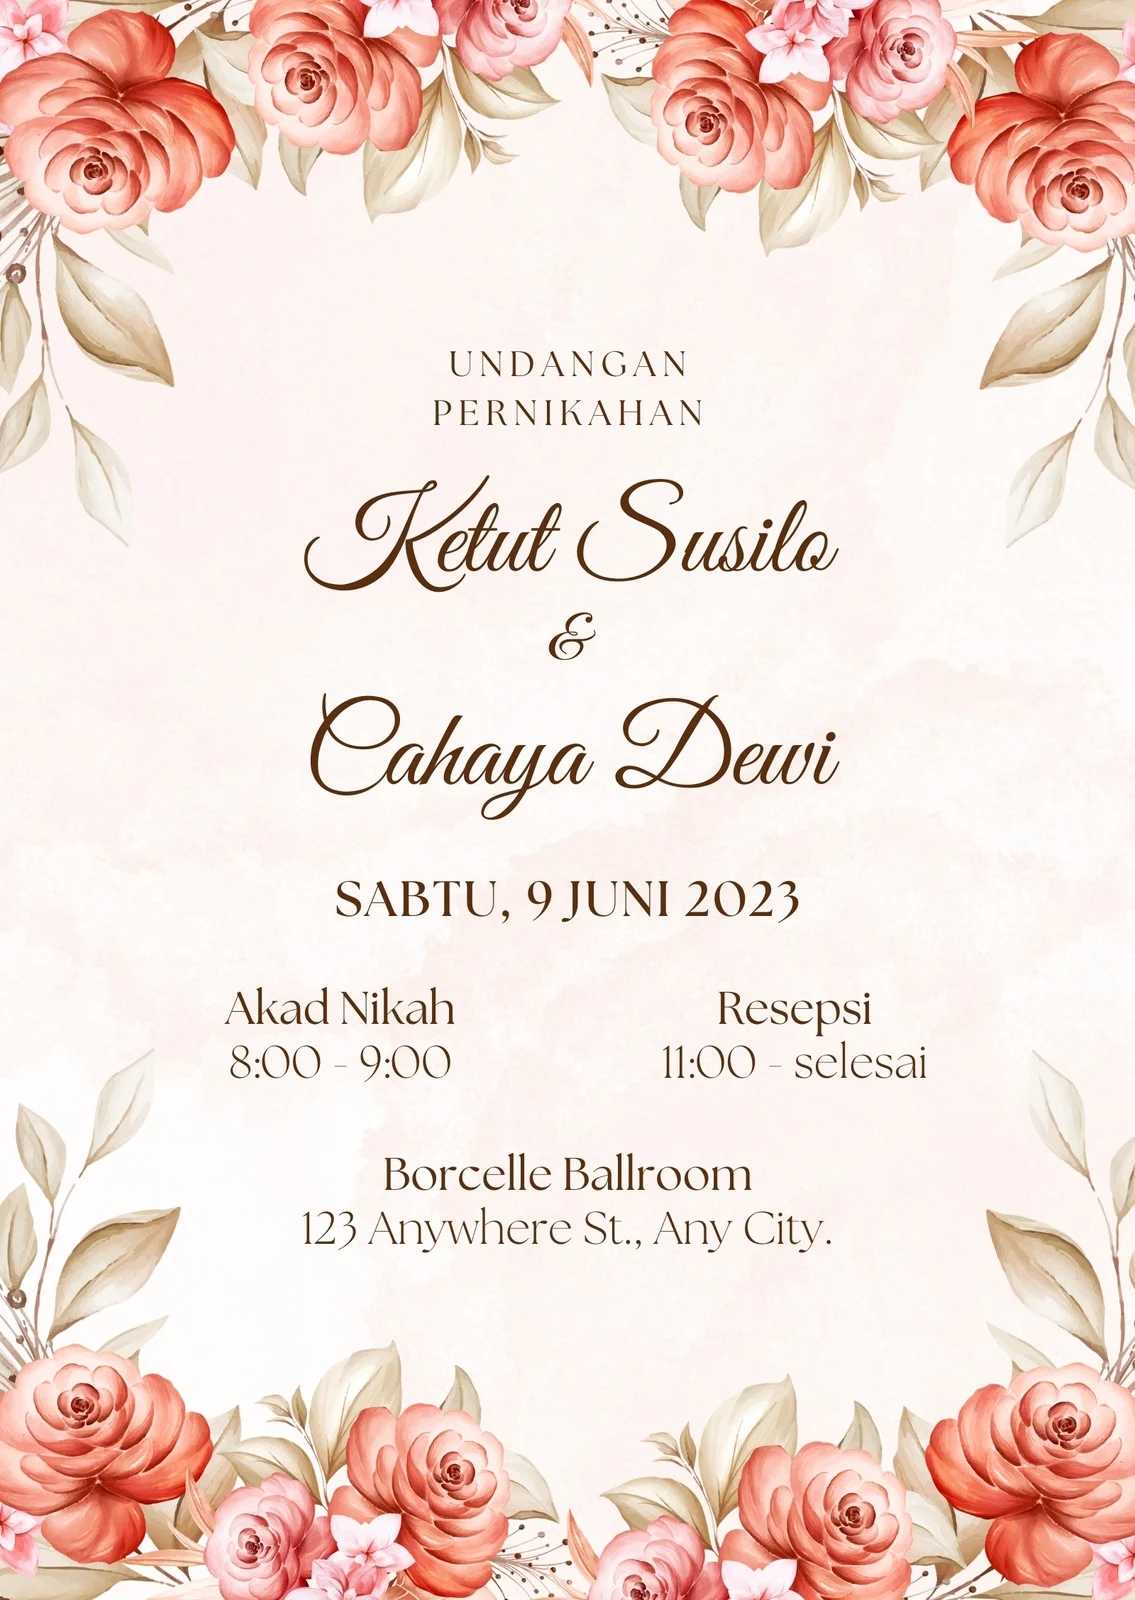 UNDANGAN
PERNIKAHAN
Ketut Susilo
&
Cahaya Dewi
SABTU, 9 JUNI 2023
Akad Nikah
8:00 - 9:00
Resepsi
11:00 - selesai
Borcelle Ballroom
123 Anywhere St., Any City.